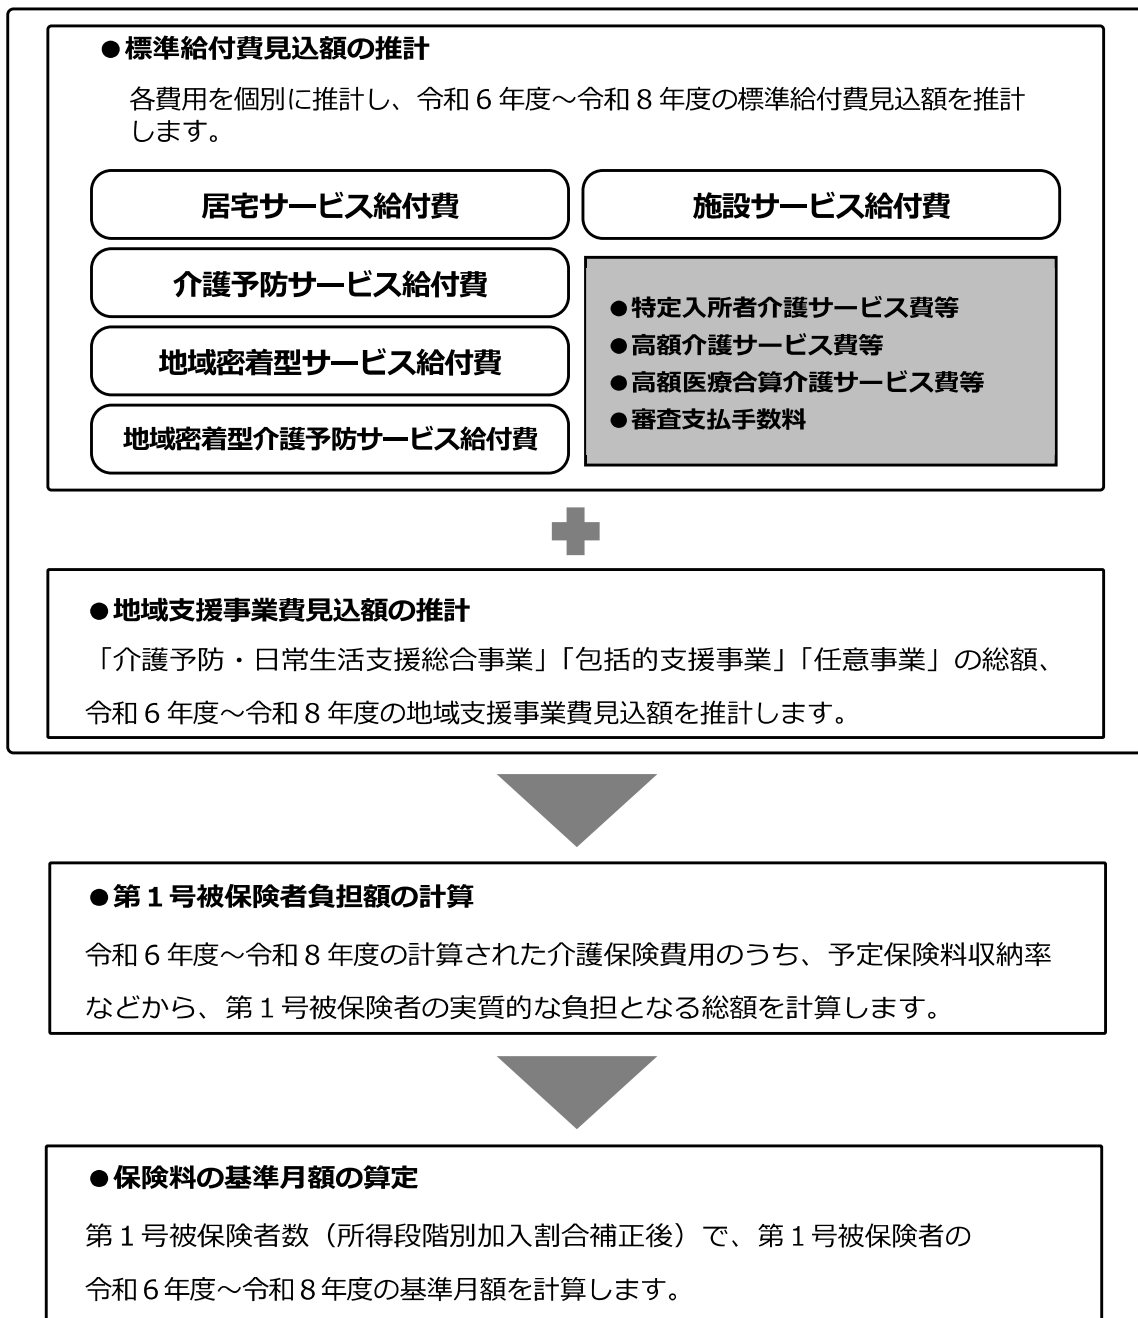 ●標準給付費見込額の推計
各費用を個別に推計し、令和６年度～令和８年度の標準給付費見込額を推計
します。
居宅サービス給付費
施設サービス給付費
介護予防サービス給付費
地域密着型サービス給付費
地域密着型介護予防サービス給付費
●特定入所者介護サービス費等
●高額介護サービス費等
●高額医療合算介護サービス費等
●審査支払手数料
●地域支援事業費見込額の推計
「介護予防・日常生活支援総合事業」「包括的支援事業」「任意事業」の総額、
令和６年度～令和８年度の地域支援事業費見込額を推計します。
●第１号被保険者負担額の計算
令和６年度～令和８年度の計算された介護保険費用のうち、予定保険料収納率
などから、第１号被保険者の実質的な負担となる総額を計算します。
●保険料の基準月額の算定
第１号被保険者数（所得段階別加入割合補正後）で、第１号被保険者の
令和６年度～令和８年度の基準月額を計算します。